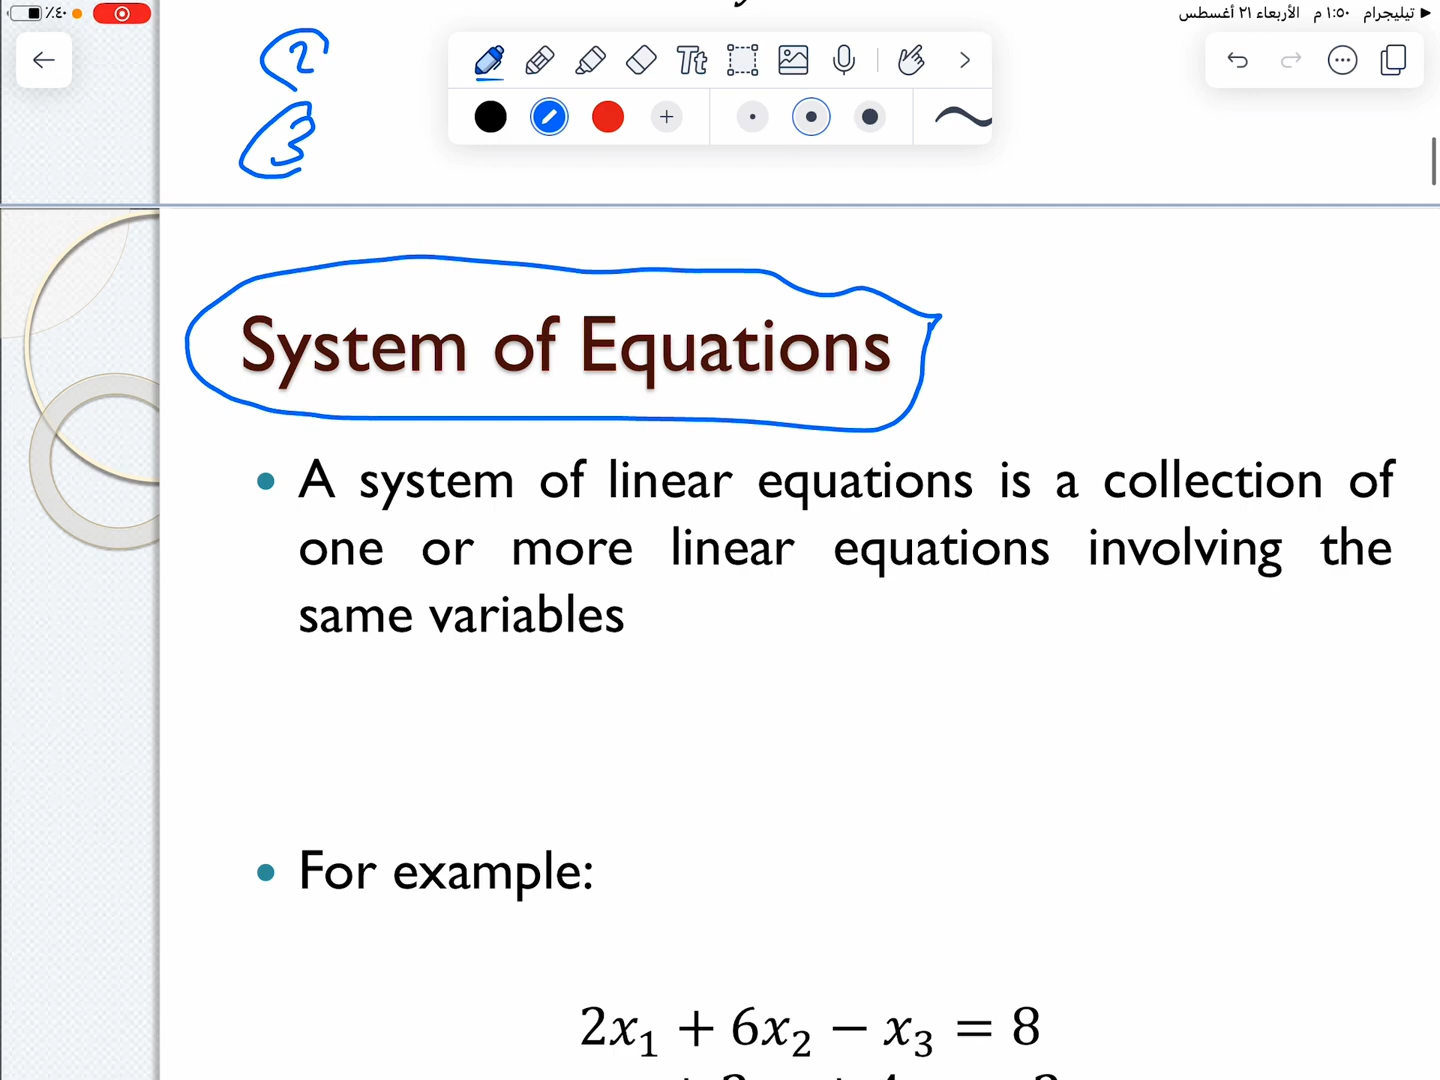 ٪٤٠
◀ تيليجرام ١:٥٠ م الأربعاء ٢١ أغسطس
2
3
Tt
System of Equations
• A system of linear equations is a collection of
one or more linear equations involving the
same variables
• For example:
2x₁ + 6x₂ − x₃ = 8